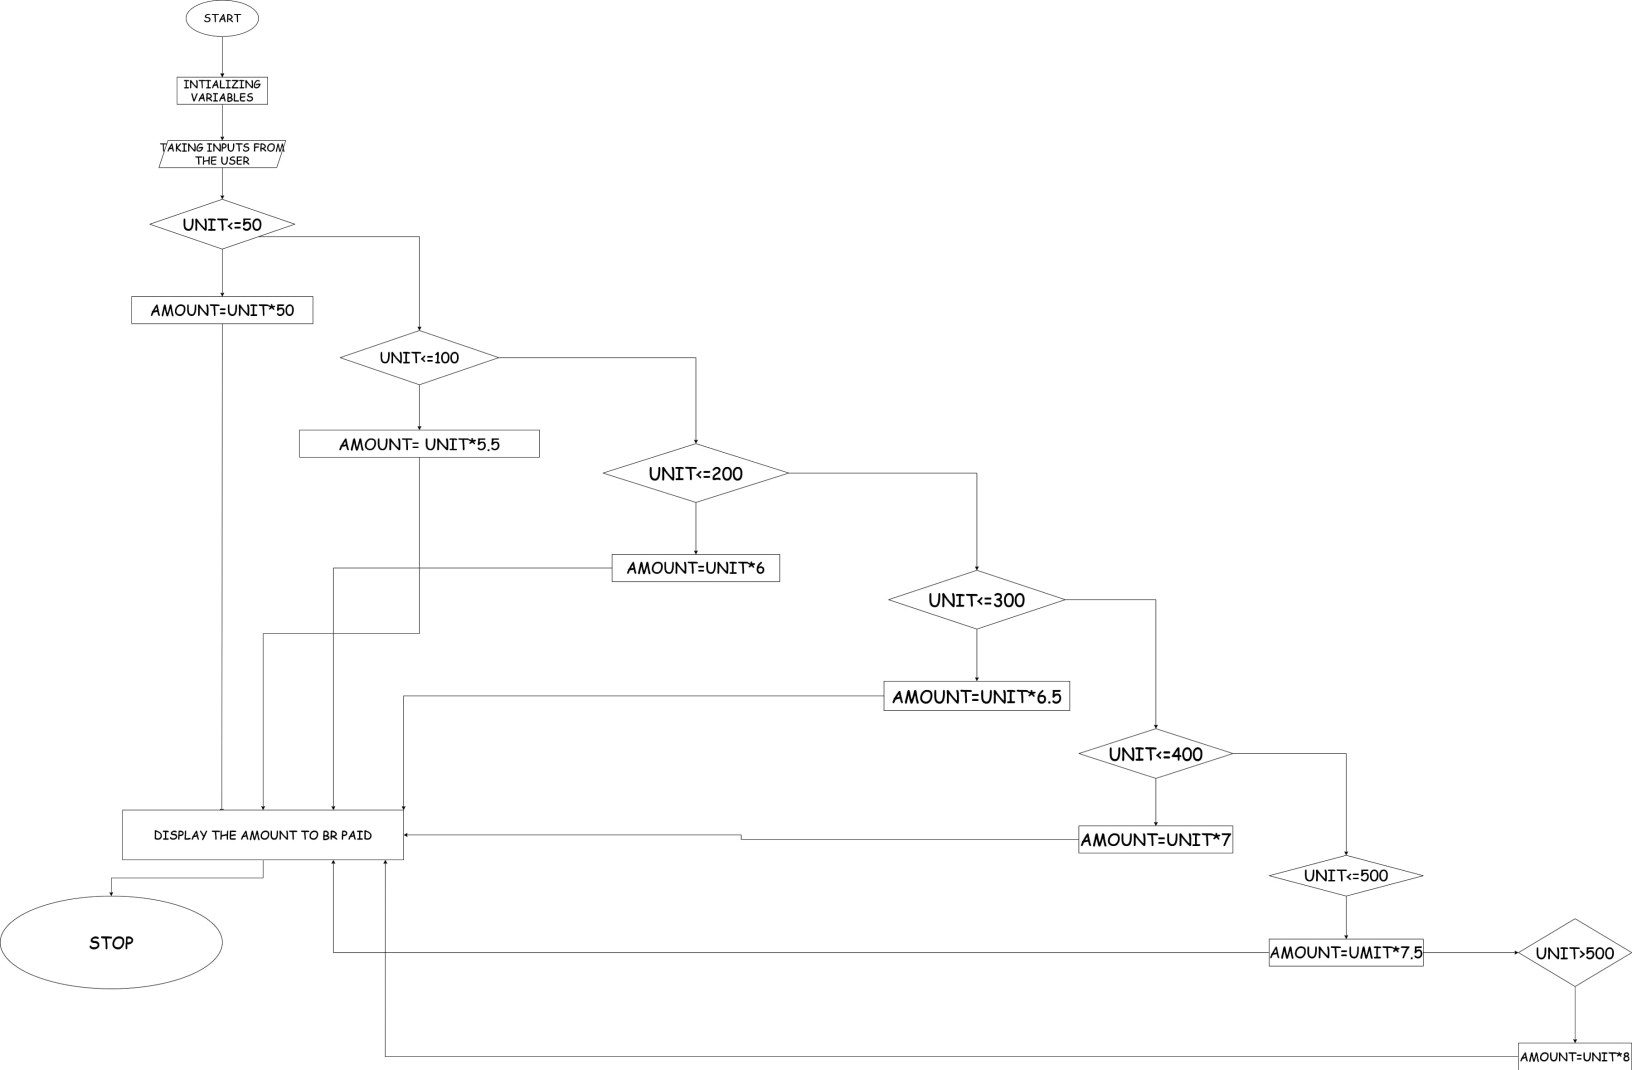 START
INTIALIZING
VARIABLES
TAKING INPUTS FROM
THE USER
UNIT<=50
AMOUNT=UNIT*50
UNIT<=100
AMOUNT= UNIT*5.5
UNIT<=200
AMOUNT=UNIT*6
UNIT<=300
AMOUNT=UNIT*6.5
UNIT<=400
AMOUNT=UNIT*7
DISPLAY THE AMOUNT TO BR PAID
UNIT<=500
STOP
AMOUNT=UMIT*7.5
UNIT>500
AMOUNT=UNIT*8